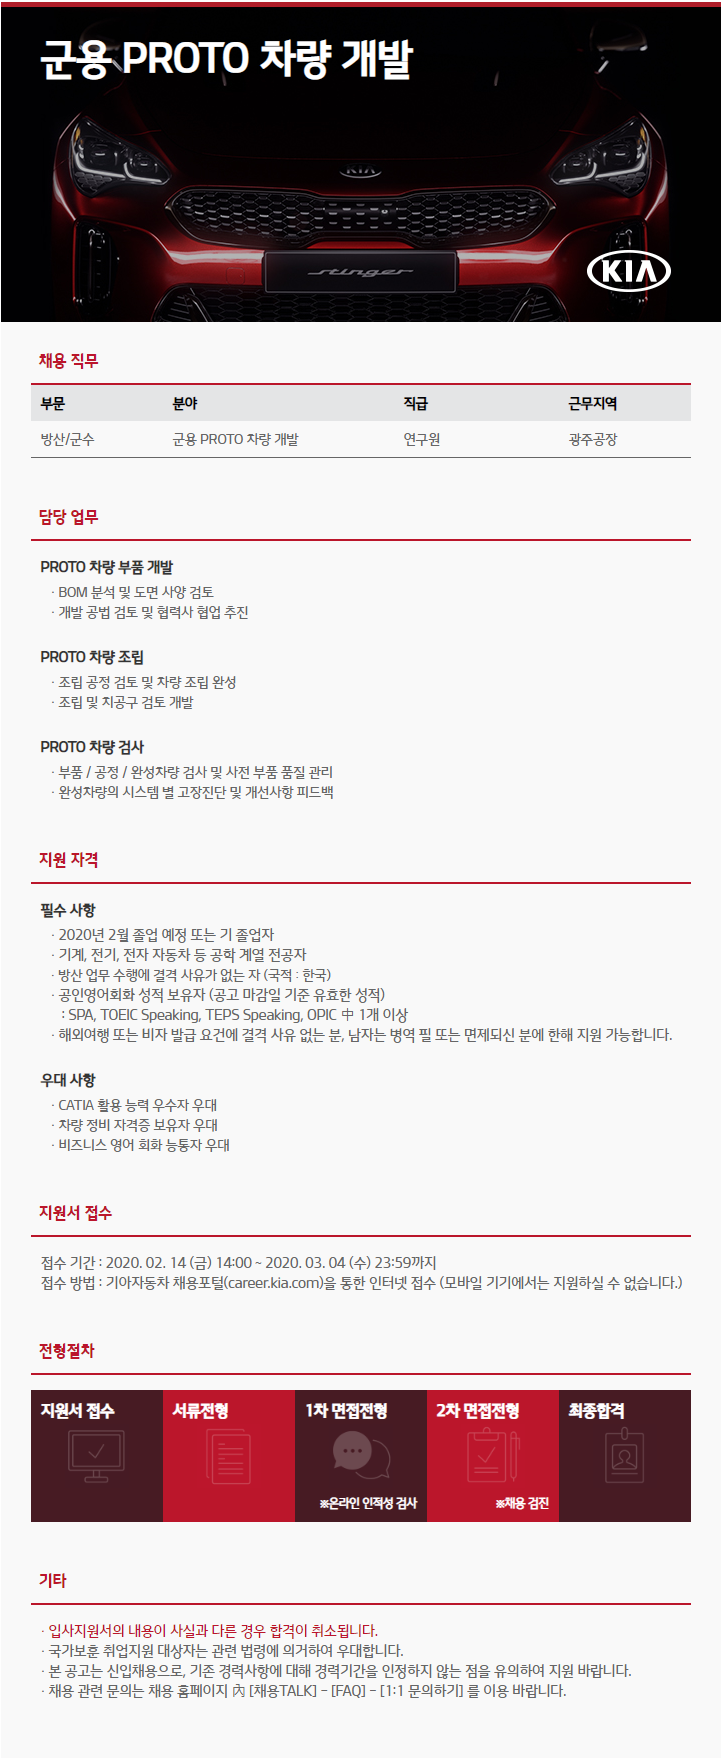 군용 PROTO 차량 개발
KIA
stinger
KIA
채용 직무
부문 분야 직급 근무지역
방산/군수 군용 PROTO 차량 개발 연구원 광주공장
담당 업무
PROTO 차량 부품 개발
· BOM 분석 및 도면 사양 검토
· 개발 공법 검토 및 협력사 협업 추진
PROTO 차량 조립
· 조립 공정 검토 및 차량 조립 완성
· 조립 및 치공구 검토 개발
PROTO 차량 검사
· 부품 / 공정 / 완성차량 검사 및 사전 부품 품질 관리
· 완성차량의 시스템 별 고장진단 및 개선사항 피드백
지원 자격
필수 사항
· 2020년 2월 졸업 예정 또는 기 졸업자
· 기계, 전기, 전자 자동차 등 공학 계열 전공자
· 방산 업무 수행에 결격 사유가 없는 자 (국적 : 한국)
· 공인영어회화 성적 보유자 (공고 마감일 기준 유효한 성적)
: SPA, TOEIC Speaking, TEPS Speaking, OPIC 中 1개 이상
· 해외여행 또는 비자 발급 요건에 결격 사유 없는 분, 남자는 병역 필 또는 면제되신 분에 한해 지원 가능합니다.
우대 사항
· CATIA 활용 능력 우수자 우대
· 차량 정비 자격증 보유자 우대
· 비즈니스 영어 회화 능통자 우대
지원서 접수
접수 기간 : 2020. 02. 14 (금) 14:00 ~ 2020. 03. 04 (수) 23:59까지
접수 방법 : 기아자동차 채용포털(career.kia.com)을 통한 인터넷 접수 (모바일 기기에서는 지원하실 수 없습니다.)
전형절차
지원서 접수 서류전형 1차 면접전형 2차 면접전형 최종합격
※온라인 인적성 검사 ※채용 검진
기타
· 입사지원서의 내용이 사실과 다른 경우 합격이 취소됩니다.
· 국가보훈 취업지원 대상자는 관련 법령에 의거하여 우대합니다.
· 본 공고는 신입채용으로, 기존 경력사항에 대해 경력기간을 인정하지 않는 점을 유의하여 지원 바랍니다.
· 채용 관련 문의는 채용 홈페이지 內 [채용TALK] - [FAQ] - [1:1 문의하기] 를 이용 바랍니다.